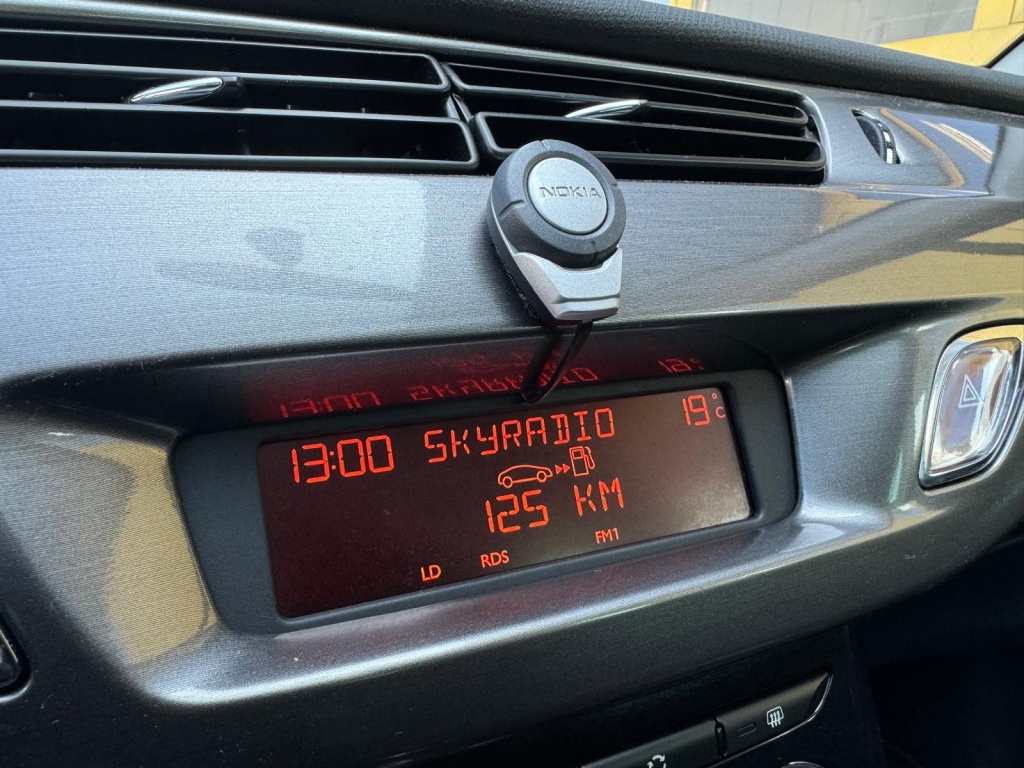 NOKIA
13:00 SKYRADIO 19°C
125 KM
LD RDS FM1